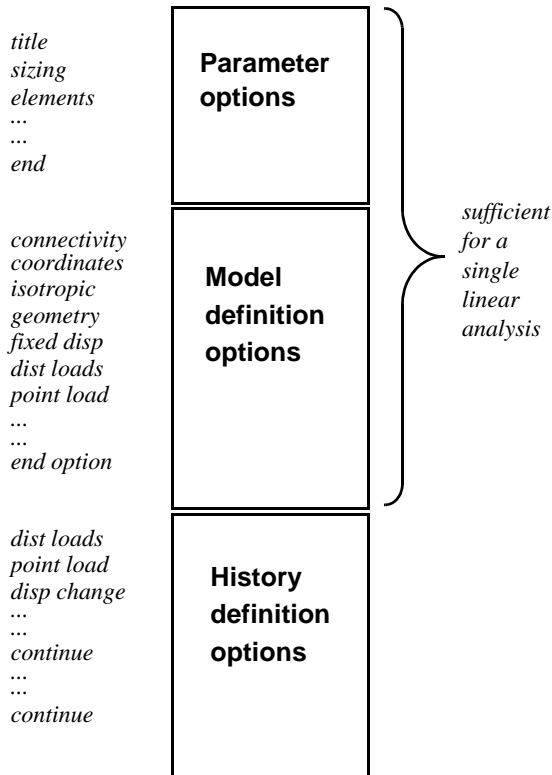 title
sizing
elements
...
...
end
Parameter
options
connectivity
coordinates
isotropic
geometry
fixed disp
dist loads
point load
...
...
end option
Model
definition
options
sufficient
for a
single
linear
analysis
dist loads
point load
disp change
...
...
continue
...
...
continue
History
definition
options